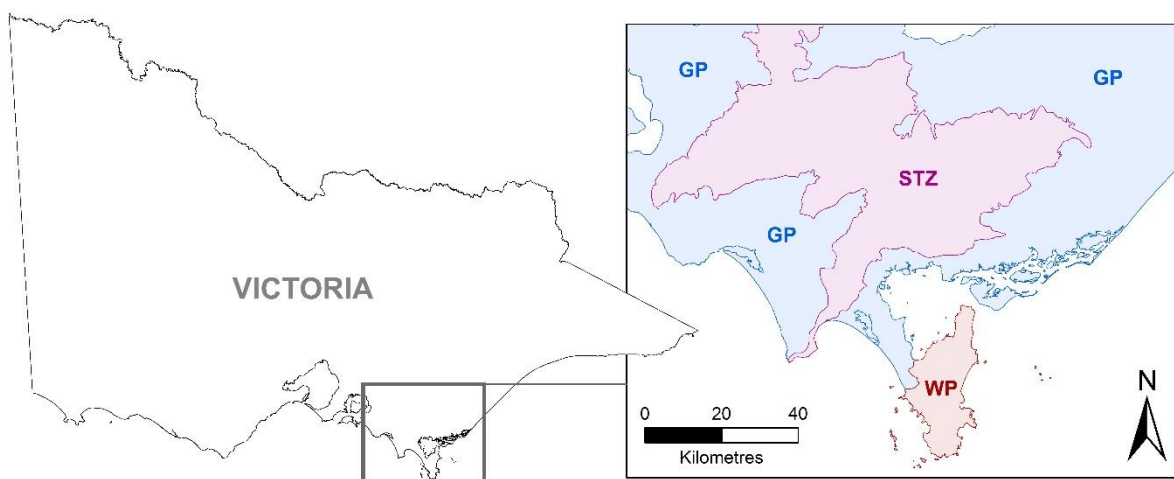 VICTORIA
GP
GP
STZ
GP
WP
N
0 20 40
Kilometres